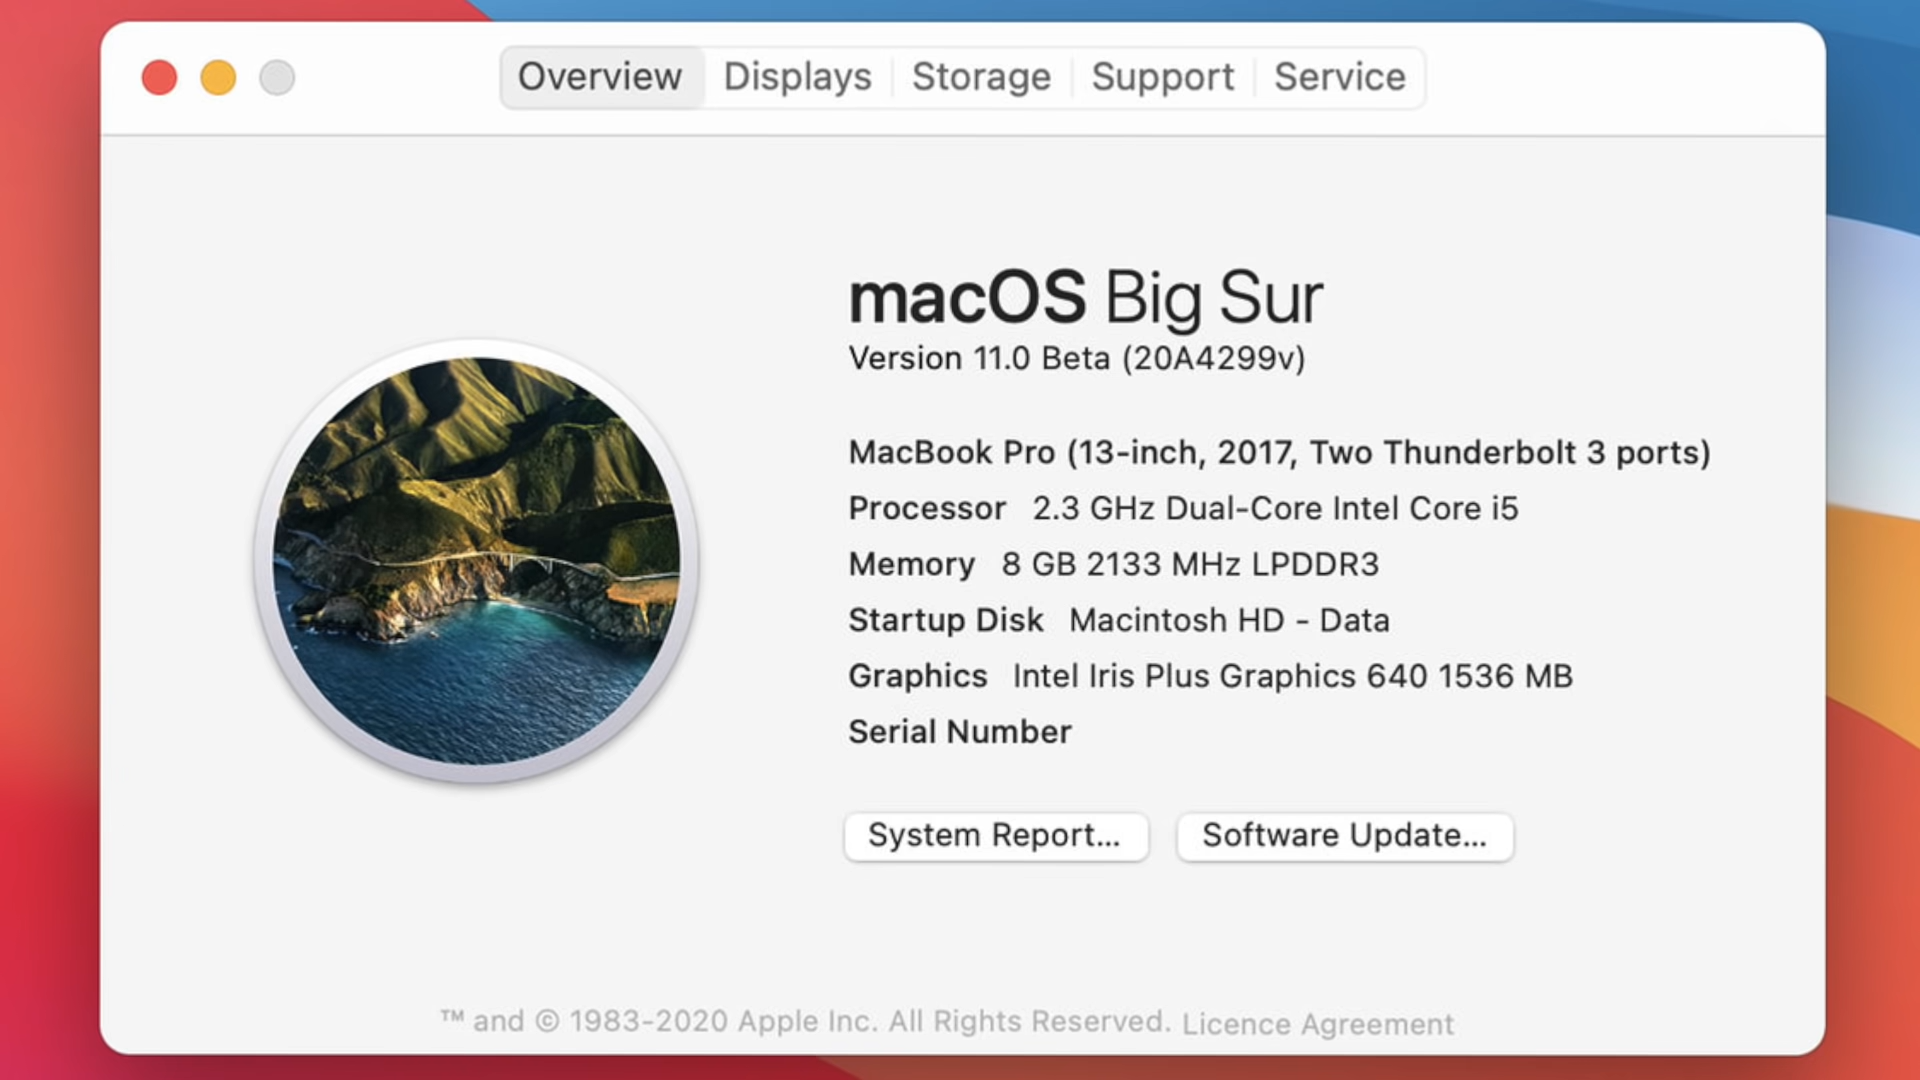 Overview Displays Storage Support Service
macOS Big Sur
Version 11.0 Beta (20A4299v)
MacBook Pro (13-inch, 2017, Two Thunderbolt 3 ports)
Processor 2.3 GHz Dual-Core Intel Core i5
Memory 8 GB 2133 MHz LPDDR3
Startup Disk Macintosh HD - Data
Graphics Intel Iris Plus Graphics 640 1536 MB
Serial Number
System Report... Software Update...
™ and © 1983-2020 Apple Inc. All Rights Reserved. Licence Agreement